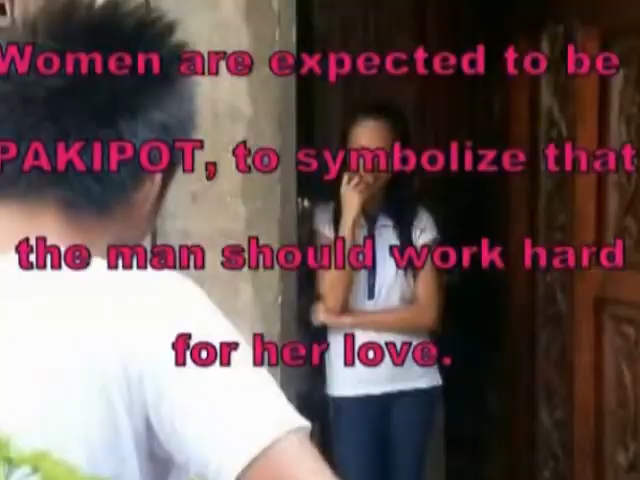 Women are expected to be
PAKIPOT, to symbolize that
the man should work hard
for her love.